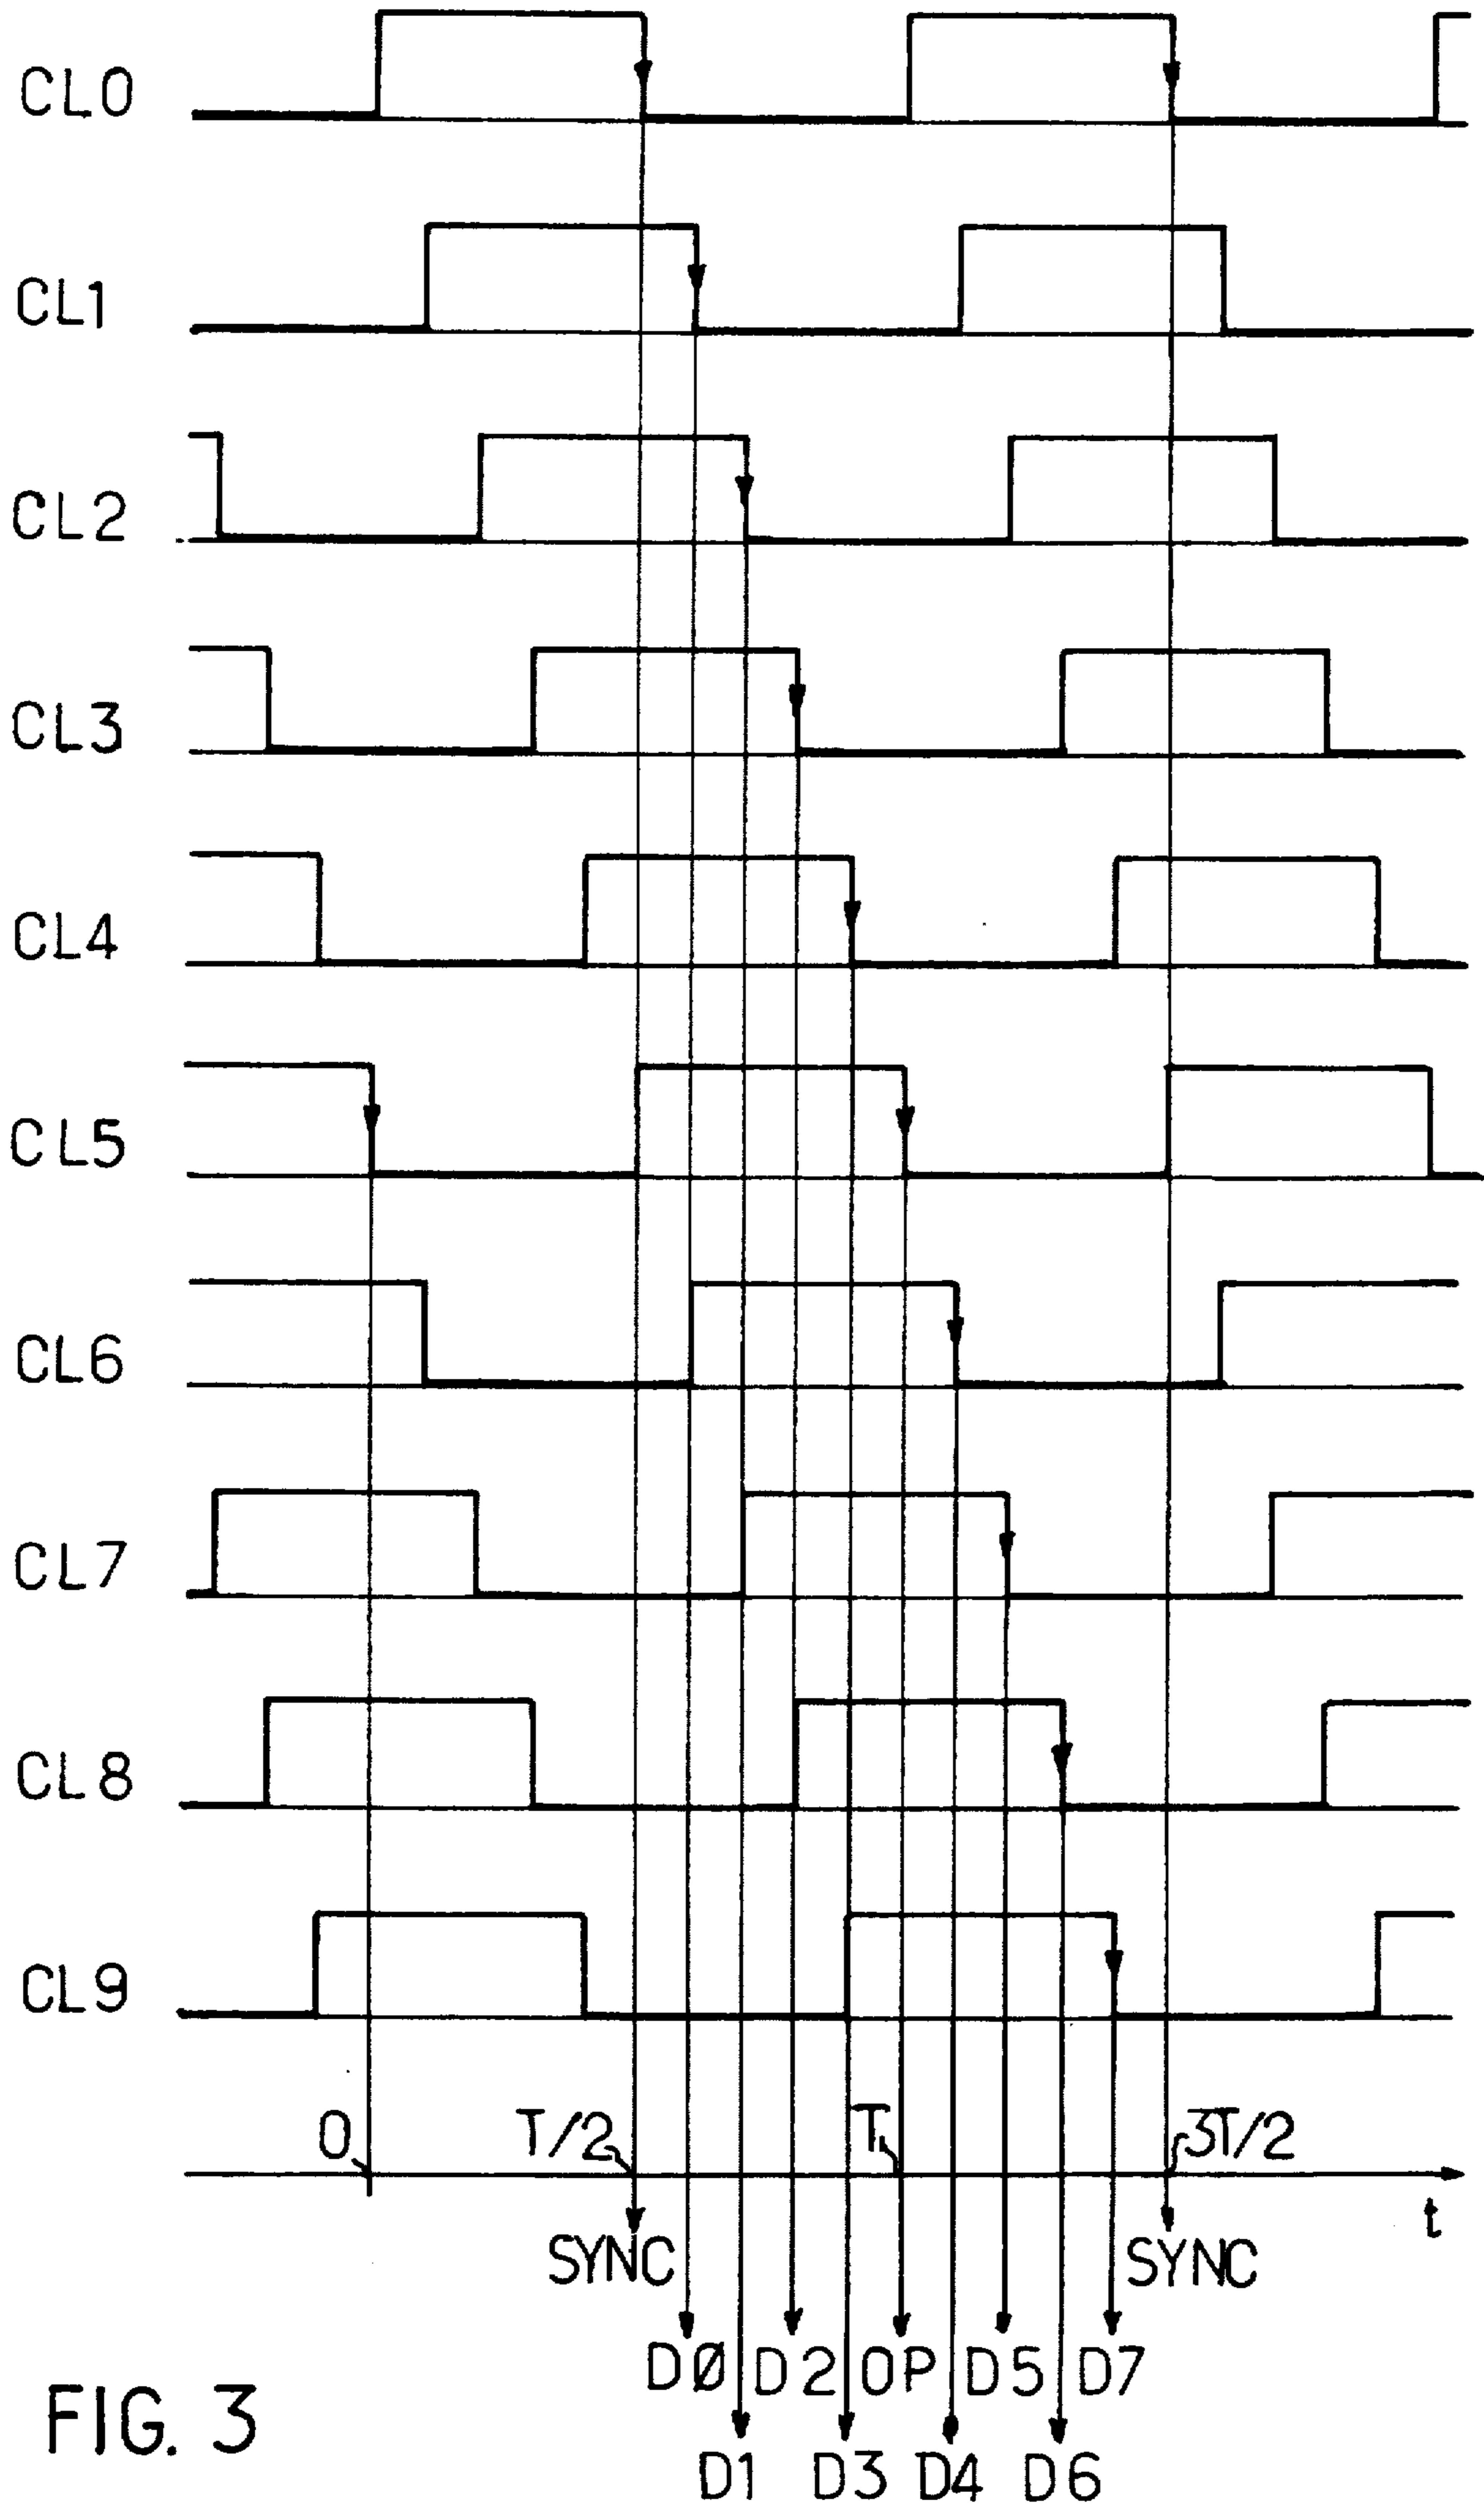 CL0
CL1
CL2
CL3
CL4
CL5
CL6
CL7
CL8
CL9
0 T/2 T 3T/2
t
SYNC SYNC
DØ D2 OP D5 D7
D1 D3 D4 D6
FIG. 3